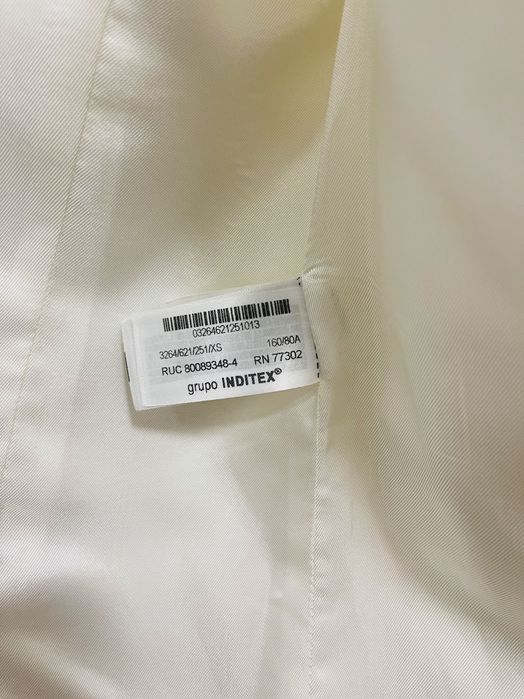 03264621251013
3264/621/251/XS 160/80A
RUC 80089348-4 RN 77302
grupo INDITEX®